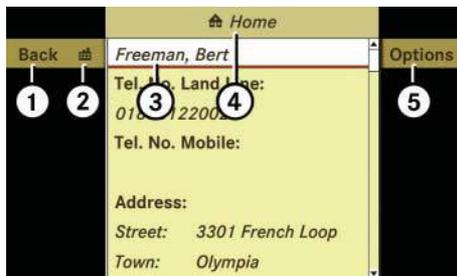 Home
Back Freeman, Bert Options
Tel. No. Land Line:
1 2 3 4 5
Tel. No. Mobile:
Address:
Street: 3301 French Loop
Town: Olympia